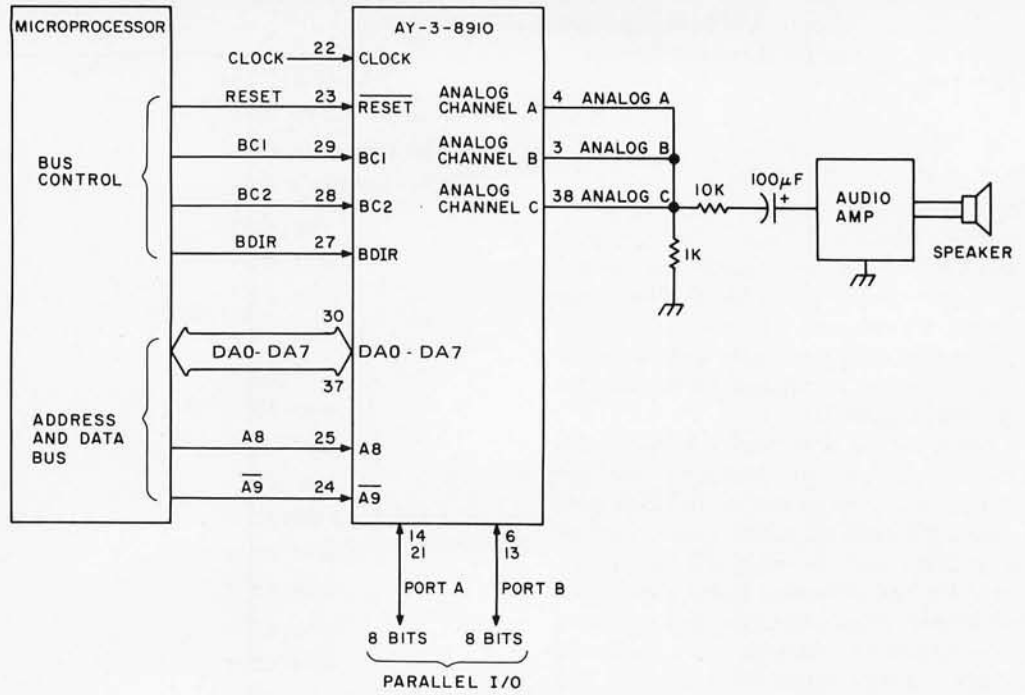 MICROPROCESSOR
BUS
CONTROL
ADDRESS
AND DATA
BUS
CLOCK 22
RESET 23
BC1 29
BC2 28
BDIR 27
30
DA0-DA7
37
A8 25
A9 24
AY-3-8910
CLOCK
RESET
BC1
BC2
BDIR
DA0 - DA7
A8
A9
ANALOG
CHANNEL A
ANALOG
CHANNEL B
ANALOG
CHANNEL C
4 ANALOG A
3 ANALOG B
38 ANALOG C
10K
1K
100μF
+
AUDIO
AMP
SPEAKER
14
21
PORT A
6
13
PORT B
8 BITS
8 BITS
PARALLEL I/O